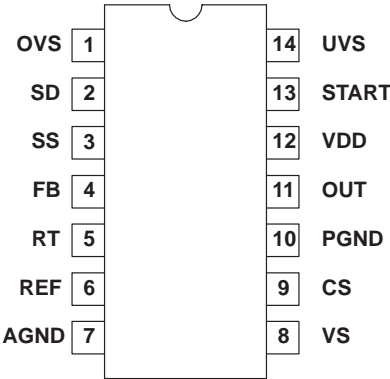 OVS 1 14 UVS
SD 2 13 START
SS 3 12 VDD
FB 4 11 OUT
RT 5 10 PGND
REF 6 9 CS
AGND 7 8 VS